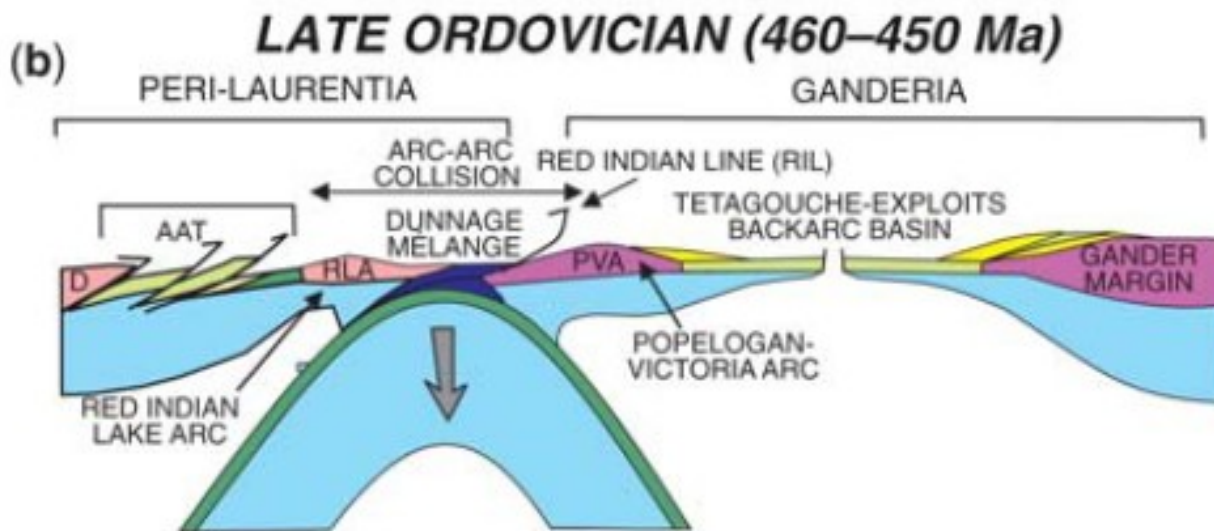 LATE ORDOVICIAN (460–450 Ma)
(b)
PERI-LAURENTIA
GANDERIA
ARC-ARC
COLLISION
RED INDIAN LINE (RIL)
AAT
DUNNAGE
MÉLANGE
TETAGOUCHE-EXPLOITS
BACKARC BASIN
D
RLA
PVA
GANDER
MARGIN
POPELOGAN-
VICTORIA ARC
RED INDIAN
LAKE ARC